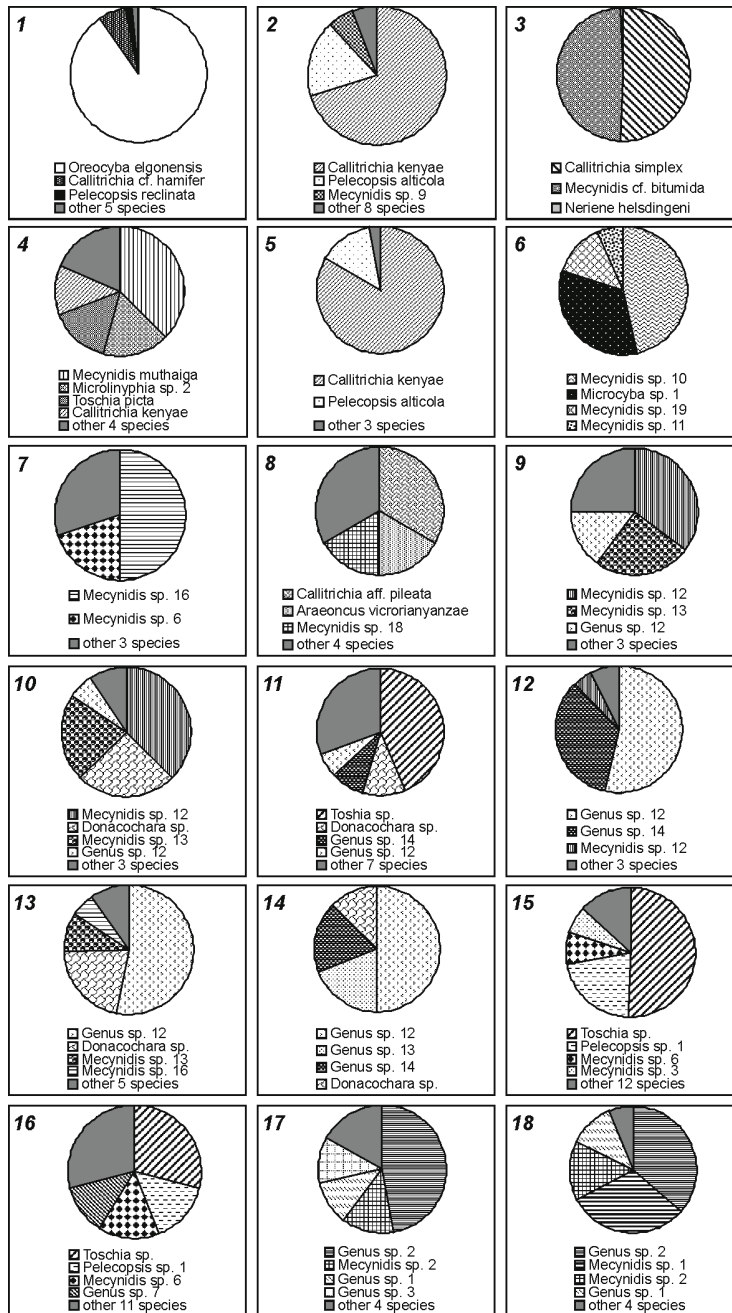 1
Oreocyba elgonensis
Callitrichia cf. hamifer
Pelecopsis reclinata
other 5 species
2
Callitrichia kenyae
Pelecopsis alticola
Mecynidis sp. 9
other 8 species
3
Callitrichia simplex
Mecynidis cf. bitumida
Neriene helsdingeni
4
Mecynidis muthaiga
Microlinyphia sp. 2
Toschia picta
Callitrichia kenyae
other 4 species
5
Callitrichia kenyae
Pelecopsis alticola
other 3 species
6
Mecynidis sp. 10
Microcyba sp. 1
Mecynidis sp. 19
Mecynidis sp. 11
7
Mecynidis sp. 16
Mecynidis sp. 6
other 3 species
8
Callitrichia aff. pileata
Araeoncus vicrorianyanzae
Mecynidis sp. 18
other 4 species
9
Mecynidis sp. 12
Mecynidis sp. 13
Genus sp. 12
other 3 species
10
Mecynidis sp. 12
Donacochara sp.
Mecynidis sp. 13
Genus sp. 12
other 3 species
11
Toshia sp.
Donacochara sp.
Genus sp. 14
Genus sp. 12
other 7 species
12
Genus sp. 12
Genus sp. 14
Mecynidis sp. 12
other 3 species
13
Genus sp. 12
Donacochara sp.
Mecynidis sp. 13
Mecynidis sp. 16
other 5 species
14
Genus sp. 12
Genus sp. 13
Genus sp. 14
Donacochara sp.
15
Toschia sp.
Pelecopsis sp. 1
Mecynidis sp. 6
Mecynidis sp. 3
other 12 species
16
Toschia sp.
Pelecopsis sp. 1
Mecynidis sp. 6
Genus sp. 7
other 11 species
17
Genus sp. 2
Mecynidis sp. 2
Genus sp. 1
Genus sp. 3
other 4 species
18
Genus sp. 2
Mecynidis sp. 1
Mecynidis sp. 2
Genus sp. 1
other 4 species